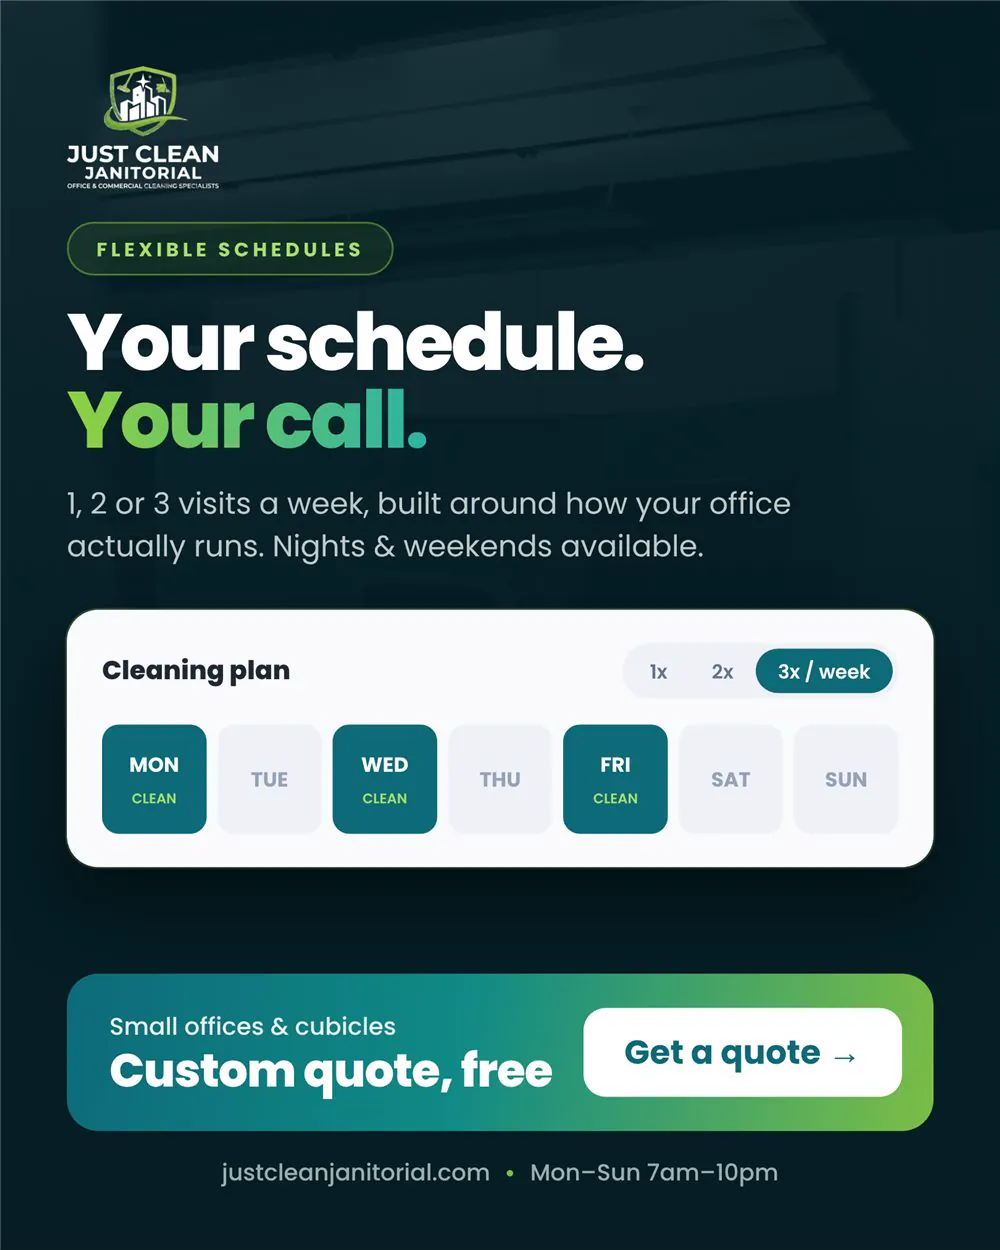 JUST CLEAN
JANITORIAL
OFFICE & COMMERCIAL CLEANING SPECIALISTS
FLEXIBLE SCHEDULES
Your schedule.
Your call.
1, 2 or 3 visits a week, built around how your office
actually runs. Nights & weekends available.
Cleaning plan
1x 2x 3x / week
MON TUE WED THU FRI SAT SUN
CLEAN CLEAN CLEAN
Small offices & cubicles
Custom quote, free
Get a quote →
justcleanjanitorial.com • Mon–Sun 7am–10pm